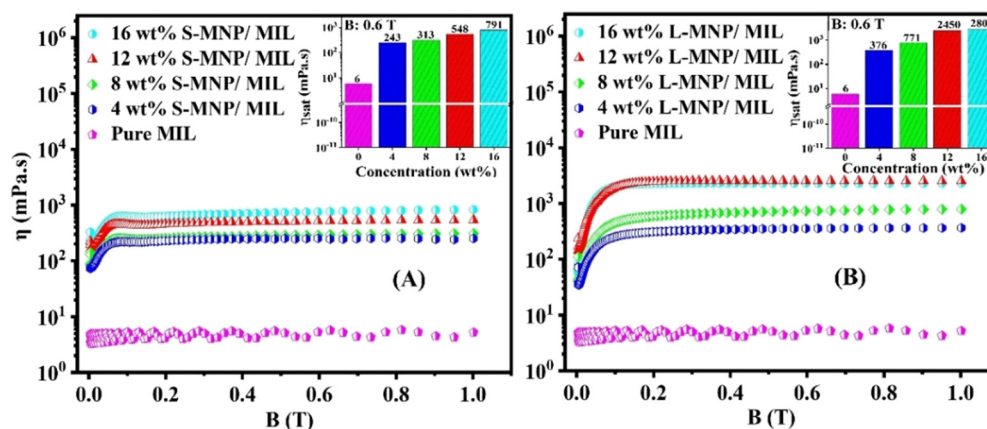 10⁶
10⁵
10⁴
10³
10²
10¹
10⁰
η (mPa.s)
16 wt% S-MNP/ MIL
12 wt% S-MNP/ MIL
8 wt% S-MNP/ MIL
4 wt% S-MNP/ MIL
Pure MIL
B: 0.6 T
ηsat (mPa.s)
10³
10¹
10⁻¹⁰
10⁻¹¹
6
243
313
548
791
0 4 8 12 16
Concentration (wt%)
(A)
0.0 0.2 0.4 0.6 0.8 1.0
B (T)
10⁶
10⁵
10⁴
10³
10²
10¹
10⁰
16 wt% L-MNP/ MIL
12 wt% L-MNP/ MIL
8 wt% L-MNP/ MIL
4 wt% L-MNP/ MIL
Pure MIL
B: 0.6 T
ηsat (mPa.s)
10³
10¹
10⁻¹⁰
10⁻¹¹
6
376
771
2450
280
0 4 8 12 16
Concentration (wt%)
(B)
0.0 0.2 0.4 0.6 0.8 1.0
B (T)